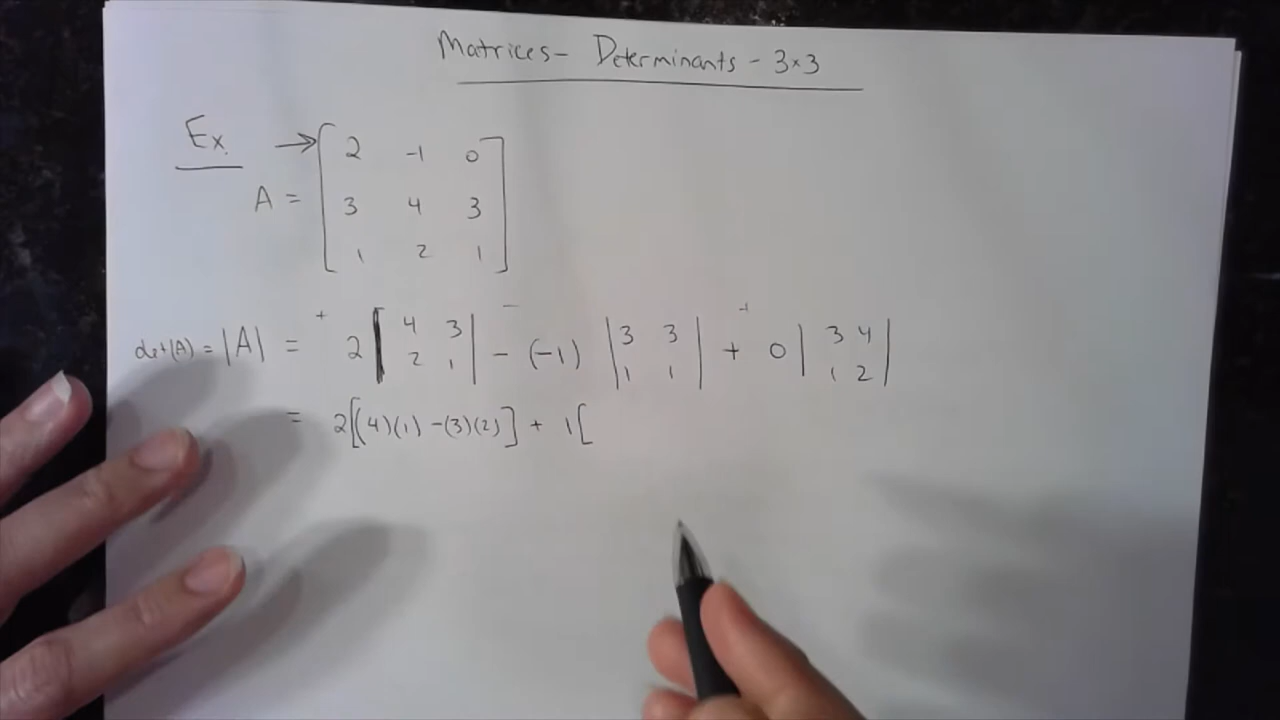 Matrices - Determinants - 3×3
Ex. → A = [ 2 -1 0
3 4 3
1 2 1 ]
+ - +
det(A) = |A| = 2 | 4 3 | - (-1) | 3 3 | + 0 | 3 4 |
2 1 1 1 1 2
= 2[(4)(1) - (3)(2)] + 1[